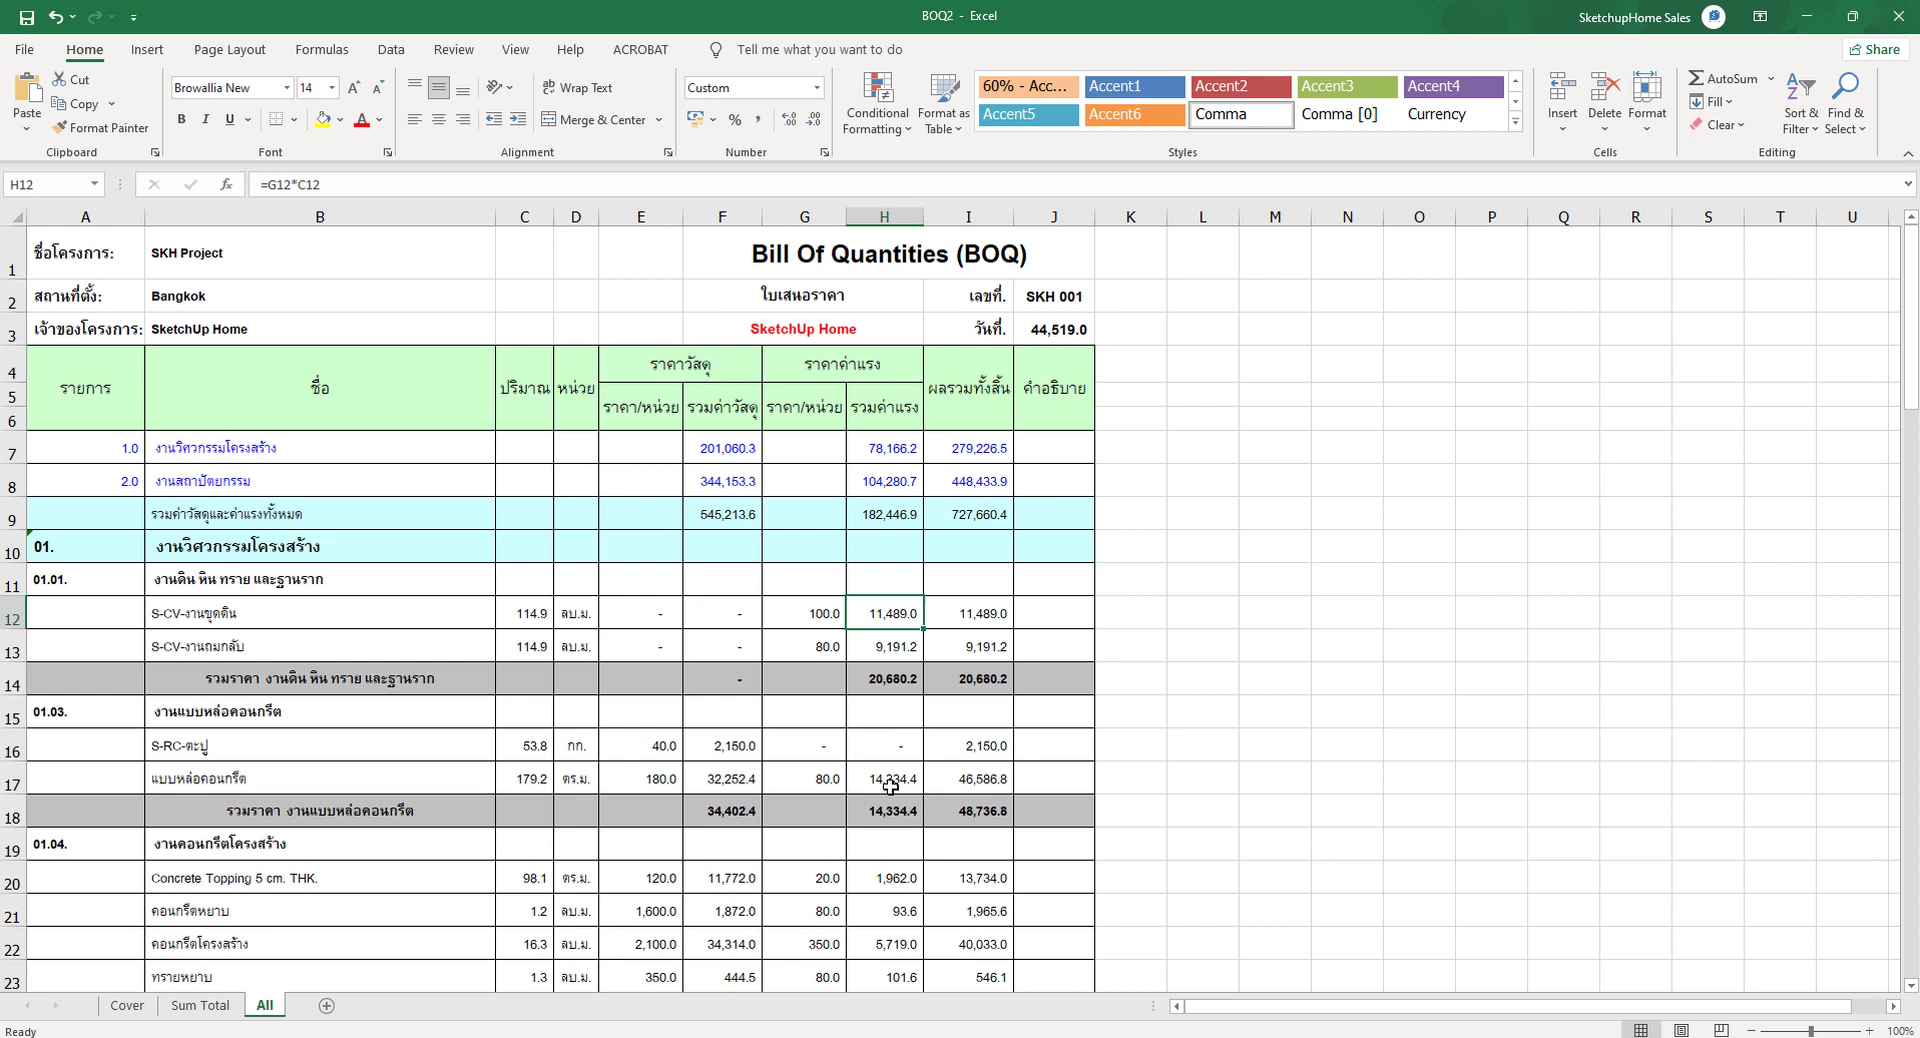 BOQ2 - Excel
SketchupHome Sales
File Home Insert Page Layout Formulas Data Review View Help ACROBAT Tell me what you want to do Share
Paste Cut Copy Format Painter Clipboard
Browallia New 14 B I U A A A Font
Wrap Text Merge & Center Alignment
Custom % , Number
Conditional Formatting Format as Table
60% - Acc... Accent1 Accent2 Accent3 Accent4
Accent5 Accent6 Comma Comma [0] Currency
Styles
Insert Delete Format Cells
AutoSum Fill Clear Sort & Filter Find & Select Editing
H12 fx =G12*C12
A B C D E F G H I J K L M N O P Q R S T U
1 ชื่อโครงการ: SKH Project Bill Of Quantities (BOQ)
2 สถานที่ตั้ง: Bangkok ใบเสนอราคา เลขที่. SKH 001
3 เจ้าของโครงการ: SketchUp Home SketchUp Home วันที่. 44,519.0
4 ราคาวัสดุ ราคาค่าแรง
5 รายการ ชื่อ ปริมาณ หน่วย ผลรวมทั้งสิ้น คำอธิบาย
6 ราคา/หน่วย รวมค่าวัสดุ ราคา/หน่วย รวมค่าแรง
7 1.0 งานวิศวกรรมโครงสร้าง 201,060.3 78,166.2 279,226.5
8 2.0 งานสถาปัตยกรรม 344,153.3 104,280.7 448,433.9
9 รวมค่าวัสดุและค่าแรงทั้งหมด 545,213.6 182,446.9 727,660.4
10 01. งานวิศวกรรมโครงสร้าง
11 01.01. งานดิน หิน ทราย และฐานราก
12 S-CV-งานขุดดิน 114.9 ลบ.ม. - - 100.0 11,489.0 11,489.0
13 S-CV-งานถมกลับ 114.9 ลบ.ม. - - 80.0 9,191.2 9,191.2
14 รวมราคา งานดิน หิน ทราย และฐานราก - 20,680.2 20,680.2
15 01.03. งานแบบหล่อคอนกรีต
16 S-RC-ตะปู 53.8 กก. 40.0 2,150.0 - - 2,150.0
17 แบบหล่อคอนกรีต 179.2 ตร.ม. 180.0 32,252.4 80.0 14,334.4 46,586.8
18 รวมราคา งานแบบหล่อคอนกรีต 34,402.4 14,334.4 48,736.8
19 01.04. งานคอนกรีตโครงสร้าง
20 Concrete Topping 5 cm. THK. 98.1 ตร.ม. 120.0 11,772.0 20.0 1,962.0 13,734.0
21 คอนกรีตหยาบ 1.2 ลบ.ม. 1,600.0 1,872.0 80.0 93.6 1,965.6
22 คอนกรีตโครงสร้าง 16.3 ลบ.ม. 2,100.0 34,314.0 350.0 5,719.0 40,033.0
23 ทรายหยาบ 1.3 ลบ.ม. 350.0 444.5 80.0 101.6 546.1
Cover Sum Total All
Ready 100%